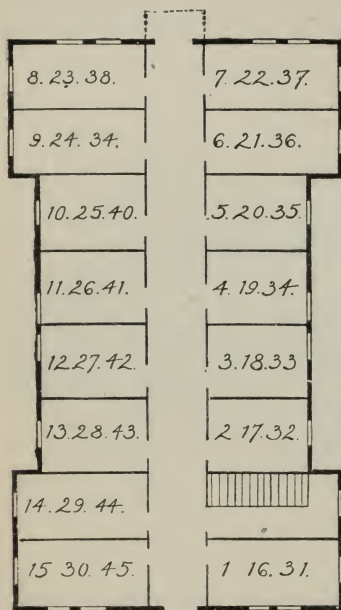 8. 23. 38.
7. 22. 37.
9. 24. 34.
6. 21. 36.
10. 25. 40.
5. 20. 35.
11. 26. 41.
4. 19. 34.
12. 27. 42.
3. 18. 33
13. 28. 43.
2 17. 32.
14. 29. 44.
15 30. 45.
1 16. 31.